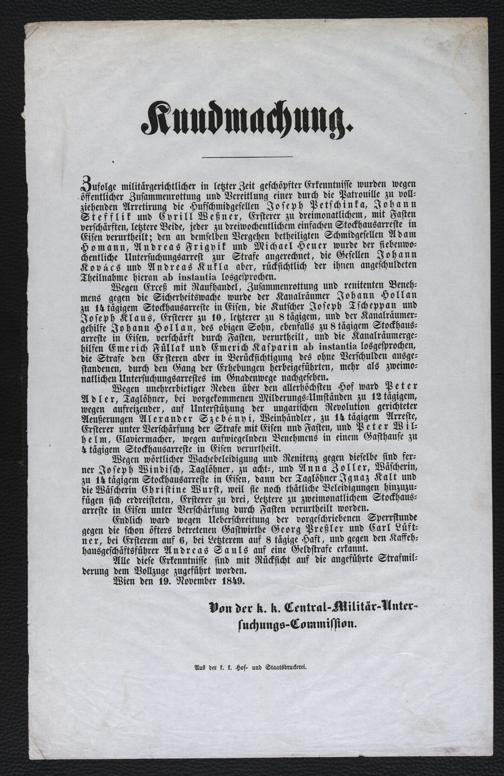 Kundmachung.
Zufolge militärgerichtlicher in letzter Zeit geschöpfter Erkenntnisse wurden wegen
öffentlicher Zusammenrottung und Vereitlung einer durch die Patrouille zu voll-
ziehenden Arretirung die Hufschmidgesellen Joseph Petschinka, Johann
Stefflik und Cyrill Weßner, Ersterer zu dreimonatlichem, mit Fasten
verschärften, letztere Beide, jeder zu dreiwochentlichem einfachen Stockhausarreste in
Eisen verurtheilt; den an demselben Vergehen betheiligten Schmidgesellen Adam
Homann, Andreas Frigyik und Michael Heuer wurde der siebenwo-
chentliche Untersuchungsarrest zur Strafe angerechnet, die Gesellen Johann
Kovács und Andreas Kukla aber, rücksichtlich der ihnen angeschuldeten
Theilnahme hieran ab instantia losgesprochen.
Wegen Exceß mit Raufhandel, Zusammenrottung und renitenten Beneh-
mens gegen die Sicherheitswache wurde der Kanalräumer Johann Hollan
zu 14 tägigem Stockhausarreste in Eisen, die Kutscher Joseph Tscheppan und
Joseph Klaus, Ersterer zu 10, letzterer zu 8 tägigem, und der Kanalräumer-
gehilfe Johann Hollan, des obigen Sohn, ebenfalls zu 8 tägigem Stockhaus-
arreste in Eisen, verschärft durch Fasten, verurtheilt, und die Kanalräumerge-
hilfen Emerich Füllak und Emerich Kasparin ab instantia losgesprochen,
die Strafe den Ersteren aber in Berücksichtigung des ohne Verschulden ausge-
standenen, durch den Gang der Erhebungen herbeigeführten, mehr als zweimo-
natlichen Untersuchungsarrestes im Gnadenwege nachgesehen.
Wegen unehrerbietiger Reden über den allerhöchsten Hof ward Peter
Adler, Taglöhner, bei vorgekommenen Milderungs-Umständen zu 12 tägigem,
wegen aufreizender, auf Unterstützung der ungarischen Revolution gerichteter
Aeußerungen Alexander Szebényi, Weinhändler, zu 14 tägigem Arreste,
Ersterer unter Verschärfung der Strafe mit Eisen und Fasten, und Peter Wil-
helm, Claviermacher, wegen aufwieglenden Benehmens in einem Gasthause zu
4 tägigem Stockhausarreste in Eisen verurtheilt.
Wegen wörtlicher Wachebeleidigung und Renitenz gegen dieselbe sind fer-
ner Joseph Windisch, Taglöhner, zu acht-, und Anna Zoller, Wäscherin,
zu 14 tägigem Stockhausarreste in Eisen, dann der Taglöhner Ignaz Kalt und
die Wäscherin Christine Wurst, weil sie noch thätliche Beleidigungen hinzuzu-
fügen sich erdreisteten, Ersterer zu drei, Letztere zu zweimonatlichem Stockhaus-
arreste in Eisen unter Verschärfung durch Fasten verurtheilt worden.
Endlich ward wegen Ueberschreitung der vorgeschriebenen Sperrstunde
gegen die schon öfters betretenen Gastwirthe Georg Preßler und Carl Lüft-
ner, bei Ersterem auf 6, bei Letzterem auf 8 tägige Haft, und gegen den Kaffeh-
hausgeschäftsführer Andreas Sauls auf eine Geldstrafe erkannt.
Alle diese Erkenntnisse sind mit Rücksicht auf die angeführte Strafmil-
derung dem Vollzuge zugeführt worden.
Wien den 19. November 1849.
Von der k. k. Central-Militär-Unter-
suchungs-Commission.
Aus der k. k. Hof- und Staatsdruckerei.